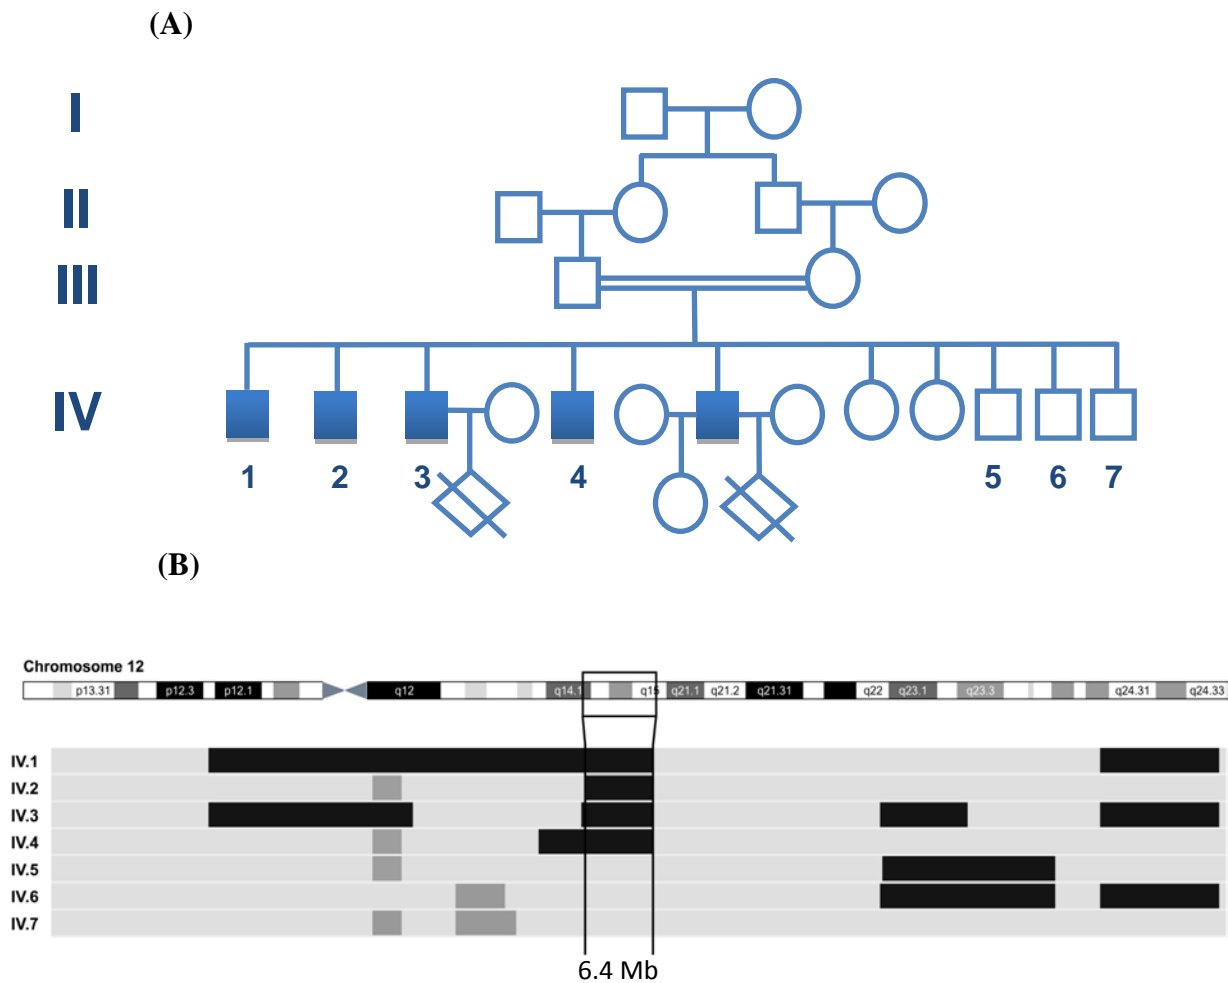 (A)
I
II
III
IV
1 2 3 4 5 6 7
(B)
Chromosome 12
p13.31 p12.3 p12.1 q12 q14.1 q15 q21.1 q21.2 q21.31 q22 q23.1 q23.3 q24.31 q24.33
IV.1
IV.2
IV.3
IV.4
IV.5
IV.6
IV.7
6.4 Mb